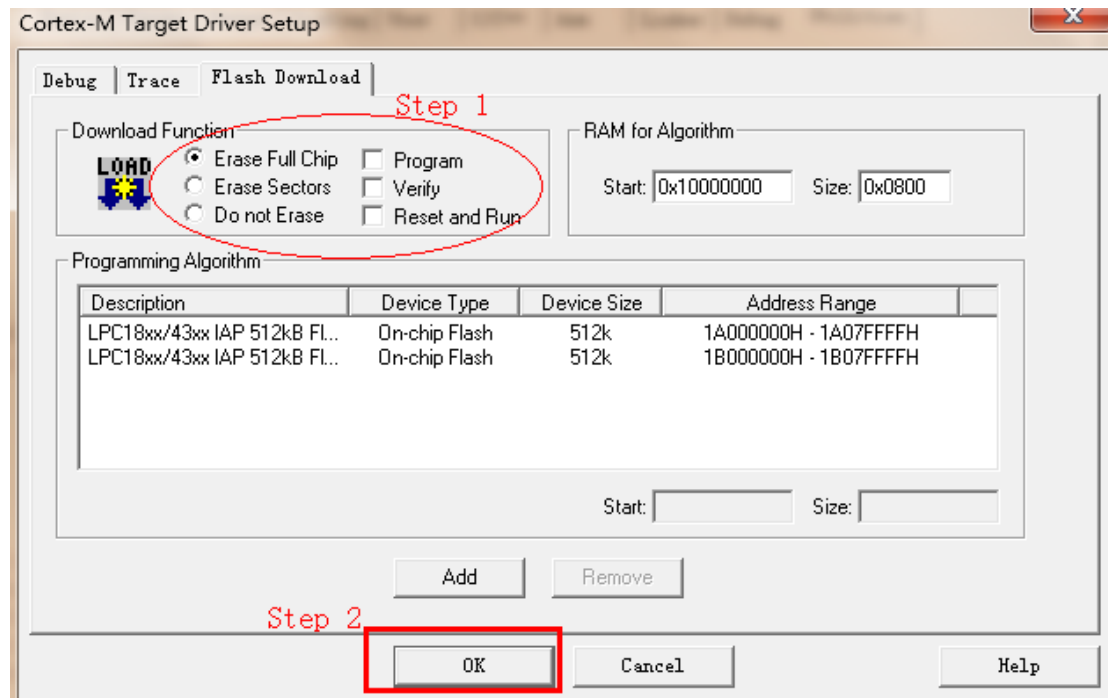 Cortex-M Target Driver Setup
Debug Trace Flash Download
Step 1
Download Function
RAM for Algorithm
LOAD
Erase Full Chip Program
Erase Sectors Verify
Do not Erase Reset and Run
Start: 0x10000000 Size: 0x0800
Programming Algorithm
Description Device Type Device Size Address Range
LPC18xx/43xx IAP 512kB Fl... On-chip Flash 512k 1A000000H - 1A07FFFFH
LPC18xx/43xx IAP 512kB Fl... On-chip Flash 512k 1B000000H - 1B07FFFFH
Start: Size:
Add Remove
Step 2
OK Cancel Help